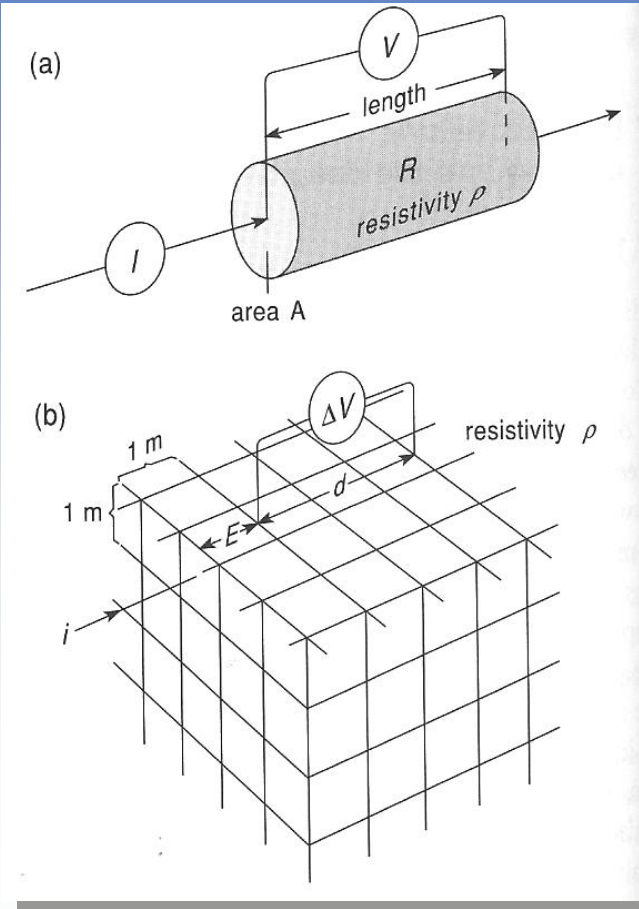 (a)
V
length
R
resistivity ρ
I
area A
(b)
ΔV
resistivity ρ
1 m
d
1 m
E
i